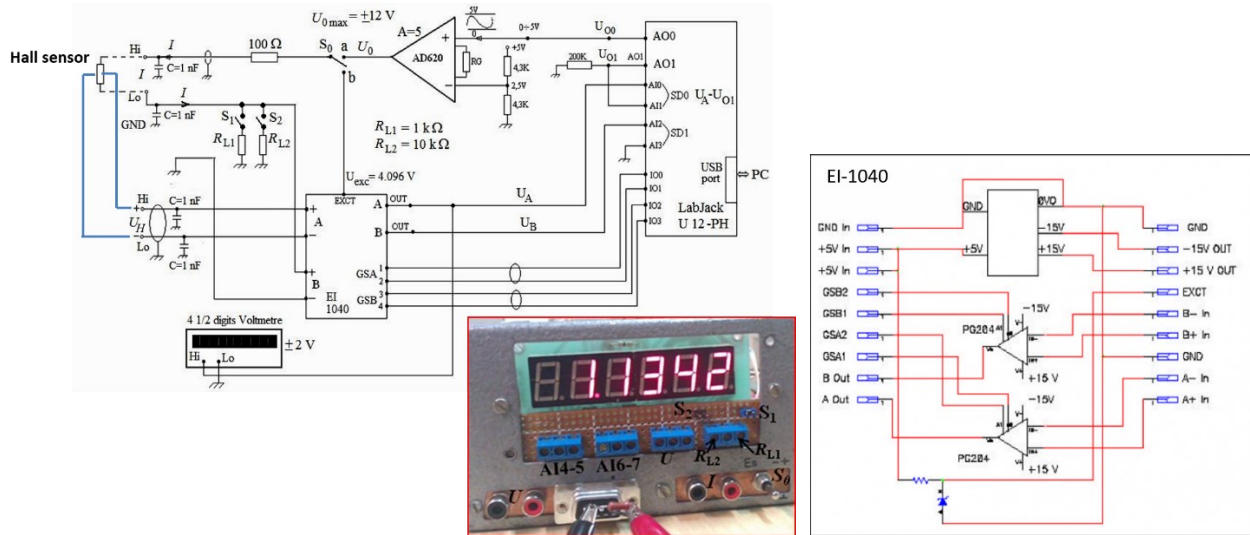 Hall sensor
Hi
I
C=1 nF
I
100 Ω
U0 max = ±12 V
S0
a
b
U0
A=5
AD620
+
−
RG
5V
0
0÷5V
+5V
4,3K
2,5V
4,3K
UO0
200K
UO1
AO1
AO0
AO1
AI0
AI1
SD0
UA-UO1
AI2
AI3
SD1
IO0
IO1
IO2
IO3
USB
port
⇔ PC
LabJack
U 12 -PH
Lo
I
C=1 nF
GND
S1
S2
RL1
RL2
RL1 = 1 kΩ
RL2 = 10 kΩ
Uexc= 4.096 V
EXCT
Hi
+
UH
C=1 nF
−
Lo
C=1 nF
+
A
−
+
B
−
EI
1040
A
OUT
UA
B
OUT
UB
GSA
1
2
GSB
3
4
4 1/2 digits Voltmetre
± 2 V
Hi
Lo
1.1342
S2
S1
AI4-5
AI6-7
U
RL2
RL1
Es
-+
U
I
S0
EI-1040
GND
0VO
-15V
+5V
+15V
GND In
+5V In
+5V In
GSB2
GSB1
GSA2
GSA1
B Out
A Out
GND
-15V OUT
+15 V OUT
EXCT
B- In
B+ In
GND
A- In
A+ In
PG204
-15V
+15 V
PG204
-15V
+15 V